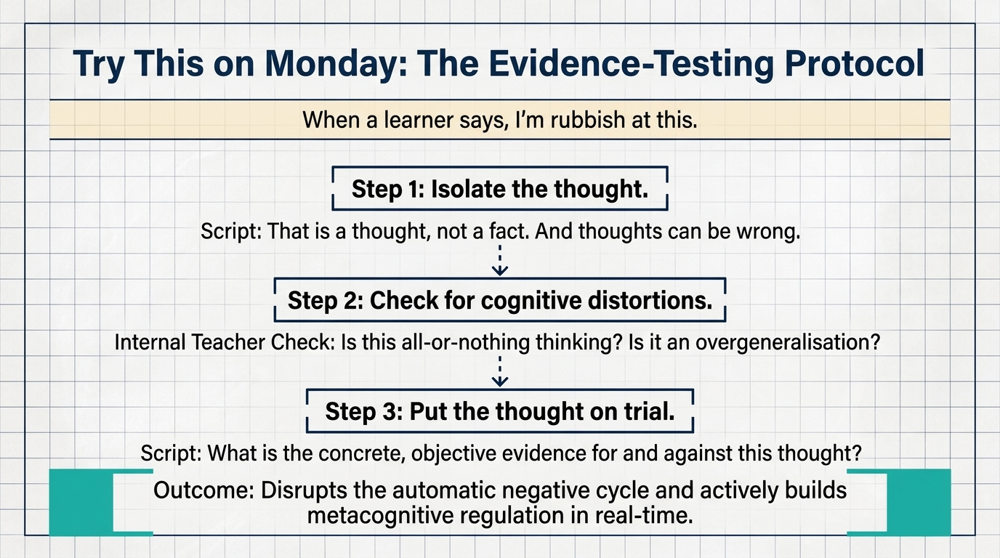 Try This on Monday: The Evidence-Testing Protocol
When a learner says, I’m rubbish at this.
Step 1: Isolate the thought.
Script: That is a thought, not a fact. And thoughts can be wrong.
Step 2: Check for cognitive distortions.
Internal Teacher Check: Is this all-or-nothing thinking? Is it an overgeneralisation?
Step 3: Put the thought on trial.
Script: What is the concrete, objective evidence for and against this thought?
Outcome: Disrupts the automatic negative cycle and actively builds
metacognitive regulation in real-time.